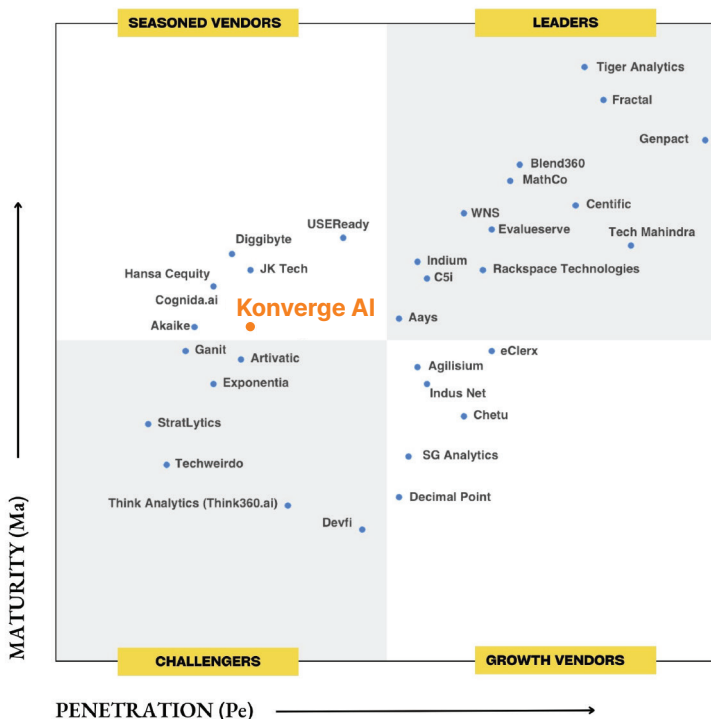 SEASONED VENDORS
LEADERS
Tiger Analytics
Fractal
Genpact
Blend360
MathCo
Centific
WNS
USEReady
Evalueserve
Tech Mahindra
Diggibyte
Indium
JK Tech
Rackspace Technologies
Hansa Cequity
C5i
Cognida.ai
Konverge AI
Aays
Akaike
Ganit
eClerx
Artivatic
Agilisium
Exponentia
Indus Net
Chetu
StratLytics
SG Analytics
Techweirdo
Decimal Point
Think Analytics (Think360.ai)
Devfi
MATURITY (Ma)
CHALLENGERS
GROWTH VENDORS
PENETRATION (Pe)